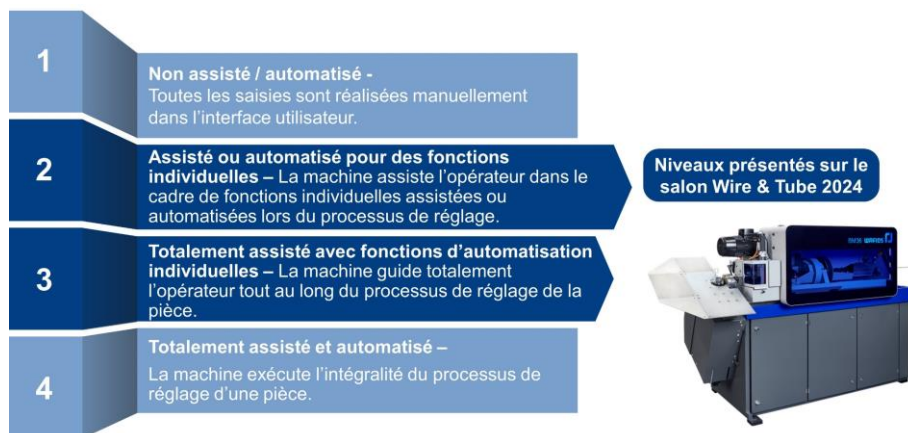 1
Non assisté / automatisé -
Toutes les saisies sont réalisées manuellement
dans l'interface utilisateur.
2
Assisté ou automatisé pour des fonctions
individuelles – La machine assiste l'opérateur dans le
cadre de fonctions individuelles assistées ou
automatisées lors du processus de réglage.
Niveaux présentés sur le
salon Wire & Tube 2024
3
Totalement assisté avec fonctions d'automatisation
individuelles – La machine guide totalement
l'opérateur tout au long du processus de réglage de la
pièce.
4
Totalement assisté et automatisé –
La machine exécute l'intégralité du processus de
réglage d'une pièce.